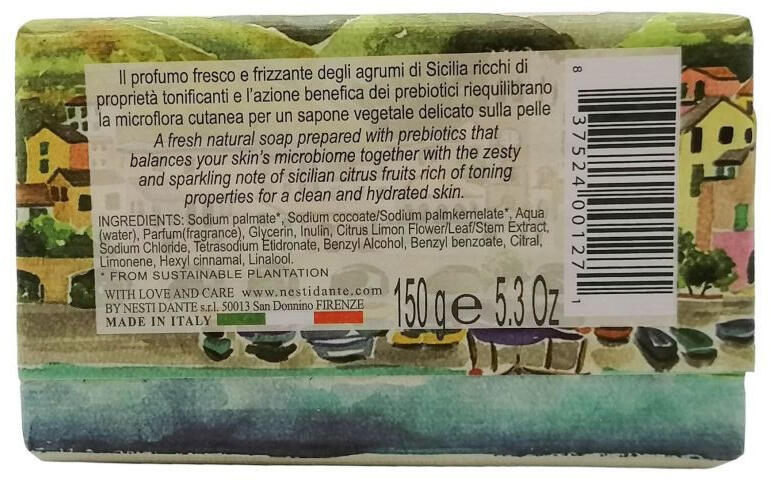 Il profumo fresco e frizzante degli agrumi di Sicilia ricchi di
proprietà tonificanti e l'azione benefica dei prebiotici riequilibrano
la microflora cutanea per un sapone vegetale delicato sulla pelle
A fresh natural soap prepared with prebiotics that
balances your skin's microbiome together with the zesty
and sparkling note of sicilian citrus fruits rich of toning
properties for a clean and hydrated skin.
INGREDIENTS: Sodium palmate*, Sodium cocoate/Sodium palmkernelate*, Aqua
(water), Parfum(fragrance), Glycerin, Inulin, Citrus Limon Flower/Leaf/Stem Extract,
Sodium Chloride, Tetrasodium Etidronate, Benzyl Alcohol, Benzyl benzoate, Citral,
Limonene, Hexyl cinnamal, Linalool.
* FROM SUSTAINABLE PLANTATION
WITH LOVE AND CARE www.nestidante.com
BY NESTI DANTE s.r.l. 50013 San Donnino FIRENZE
MADE IN ITALY
150 g e 5.3 Oz
8 37524 00127 1